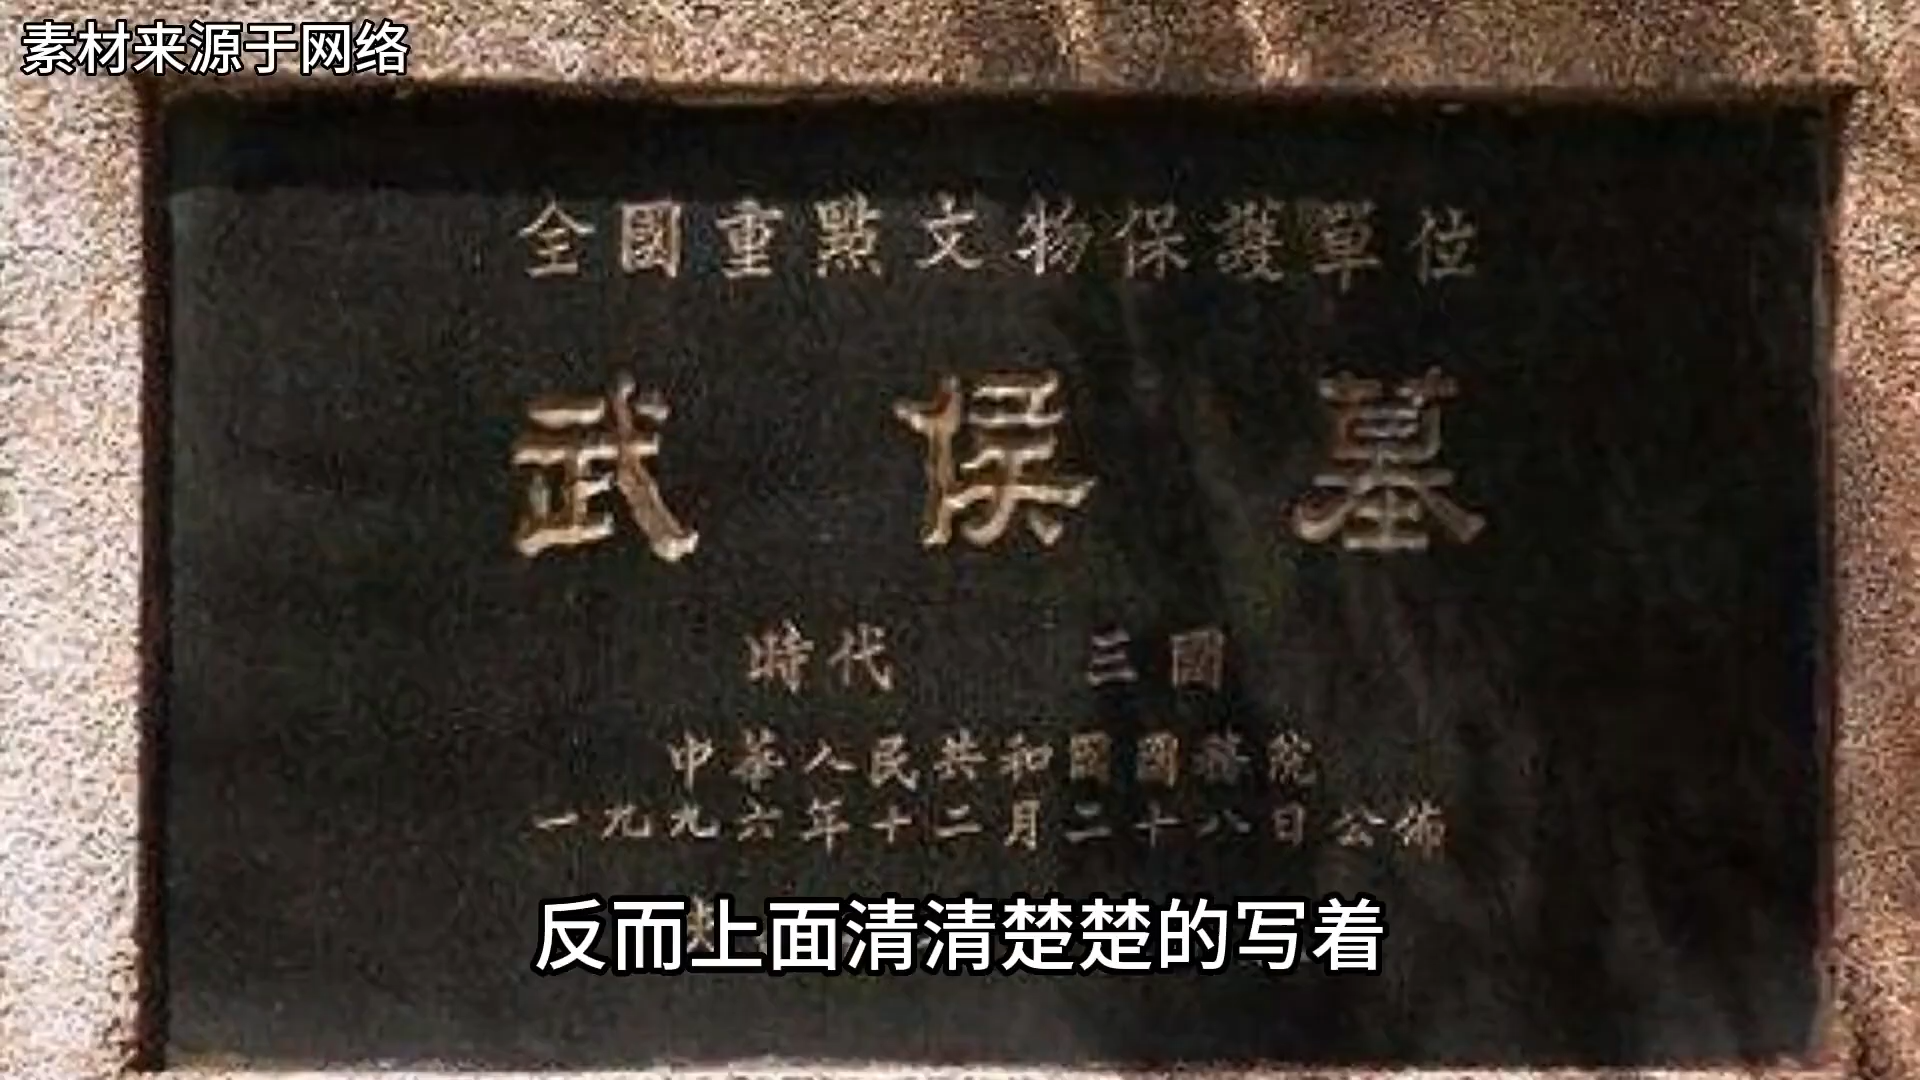 素材来源于网络
全國重點文物保護單位
武侯墓
時代 三國
中華人民共和國國務院
一九九六年十二月二十八日公佈
反而上面清清楚楚的写着